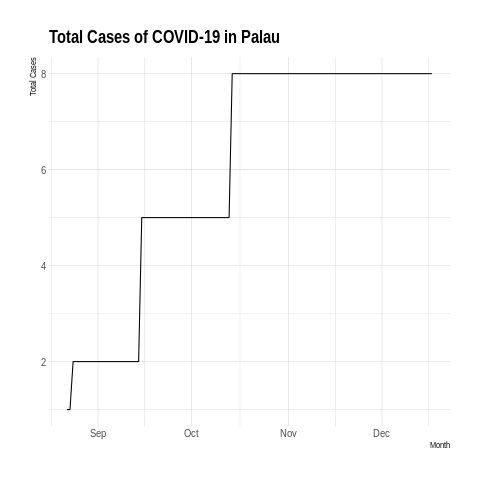 Total Cases of COVID-19 in Palau
Total Cases
8
6
4
2
Sep Oct Nov Dec
Month